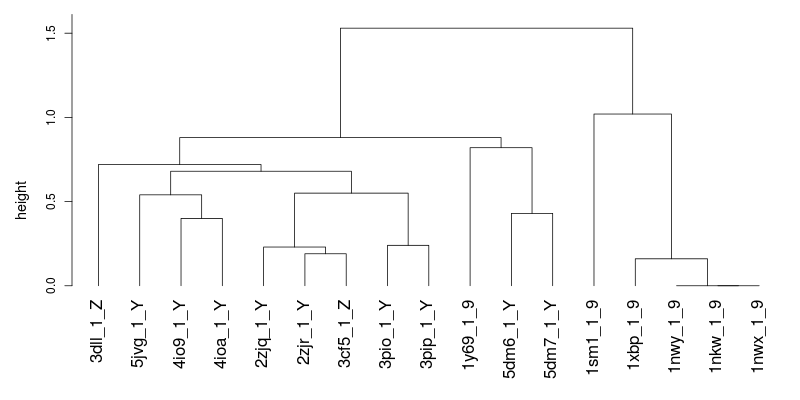 height
1.5
1.0
0.5
0.0
3dll_1_Z
5jvg_1_Y
4io9_1_Y
4ioa_1_Y
2zjq_1_Y
2zjr_1_Y
3cf5_1_Z
3pio_1_Y
3pip_1_Y
1y69_1_9
5dm6_1_Y
5dm7_1_Y
1sm1_1_9
1xbp_1_9
1nwy_1_9
1nkw_1_9
1nwx_1_9